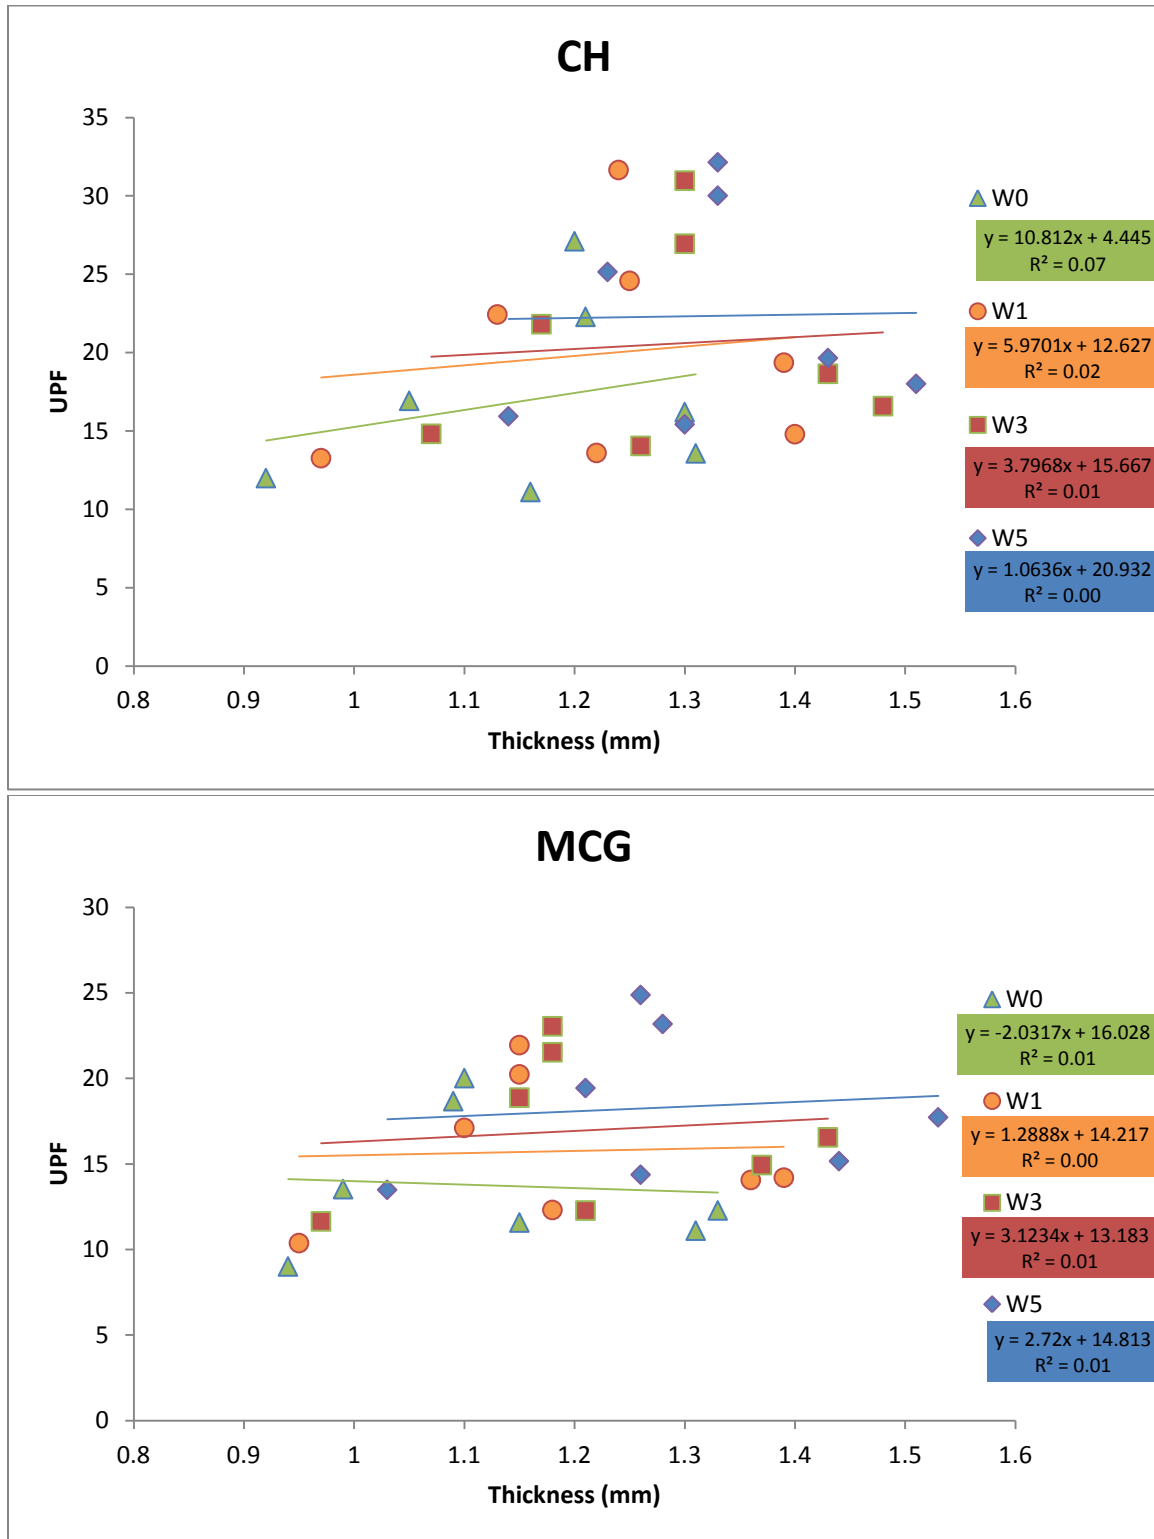 CH
35
30
25
20
15
10
5
0
UPF
0.8 0.9 1 1.1 1.2 1.3 1.4 1.5 1.6
Thickness (mm)
W0
y = 10.812x + 4.445
R² = 0.07
W1
y = 5.9701x + 12.627
R² = 0.02
W3
y = 3.7968x + 15.667
R² = 0.01
W5
y = 1.0636x + 20.932
R² = 0.00
MCG
30
25
20
15
10
5
0
UPF
0.8 0.9 1 1.1 1.2 1.3 1.4 1.5 1.6
Thickness (mm)
W0
y = -2.0317x + 16.028
R² = 0.01
W1
y = 1.2888x + 14.217
R² = 0.00
W3
y = 3.1234x + 13.183
R² = 0.01
W5
y = 2.72x + 14.813
R² = 0.01